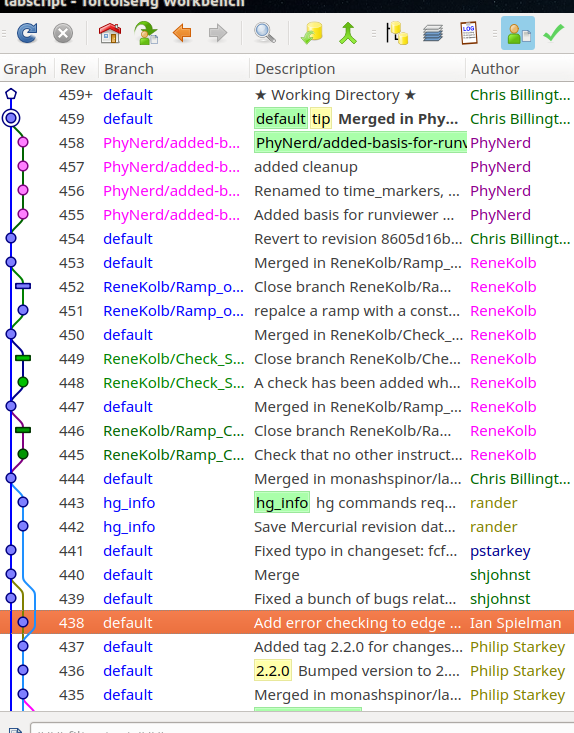 labscript - TortoiseHg Workbench
LOG
Graph Rev Branch Description Author
459+ default ★ Working Directory ★ Chris Billingt...
459 default default tip Merged in Phy... Chris Billingt...
458 PhyNerd/added-b... PhyNerd/added-basis-for-runv PhyNerd
457 PhyNerd/added-b... added cleanup PhyNerd
456 PhyNerd/added-b... Renamed to time_markers, ... PhyNerd
455 PhyNerd/added-b... Added basis for runviewer ... PhyNerd
454 default Revert to revision 8605d16b... Chris Billingt...
453 default Merged in ReneKolb/Ramp_... ReneKolb
452 ReneKolb/Ramp_o... Close branch ReneKolb/Ra... ReneKolb
451 ReneKolb/Ramp_o... repalce a ramp with a const... ReneKolb
450 default Merged in ReneKolb/Check_... ReneKolb
449 ReneKolb/Check_S... Close branch ReneKolb/Che... ReneKolb
448 ReneKolb/Check_S... A check has been added wh... ReneKolb
447 default Merged in ReneKolb/Ramp_... ReneKolb
446 ReneKolb/Ramp_C... Close branch ReneKolb/Ra... ReneKolb
445 ReneKolb/Ramp_C... Check that no other instruct... ReneKolb
444 default Merged in monashspinor/la... Chris Billingt...
443 hg_info hg_info hg commands req... rander
442 hg_info Save Mercurial revision dat... rander
441 default Fixed typo in changeset: fcf... pstarkey
440 default Merge shjohnst
439 default Fixed a bunch of bugs relat... shjohnst
438 default Add error checking to edge ... Ian Spielman
437 default Added tag 2.2.0 for changes... Philip Starkey
436 default 2.2.0 Bumped version to 2.... Philip Starkey
435 default Merged in monashspinor/la... Philip Starkey